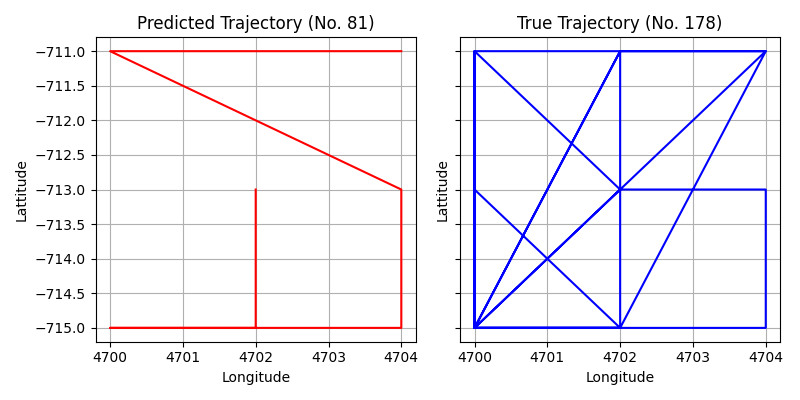 Predicted Trajectory (No. 81)
True Trajectory (No. 178)
Lattitude
−711.0
−711.5
−712.0
−712.5
−713.0
−713.5
−714.0
−714.5
−715.0
4700 4701 4702 4703 4704
Longitude
Lattitude
4700 4701 4702 4703 4704
Longitude